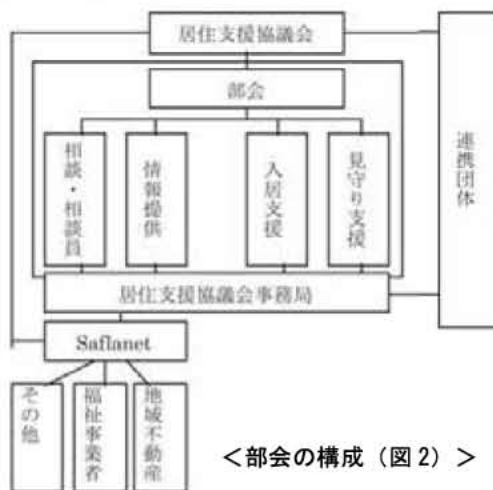 居住支援協議会
部会
相談・相談員
情報提供
入居支援
見守り支援
連携団体
居住支援協議会事務局
Saflanet
その他
福祉事業者
地域不動産
＜部会の構成（図2）＞